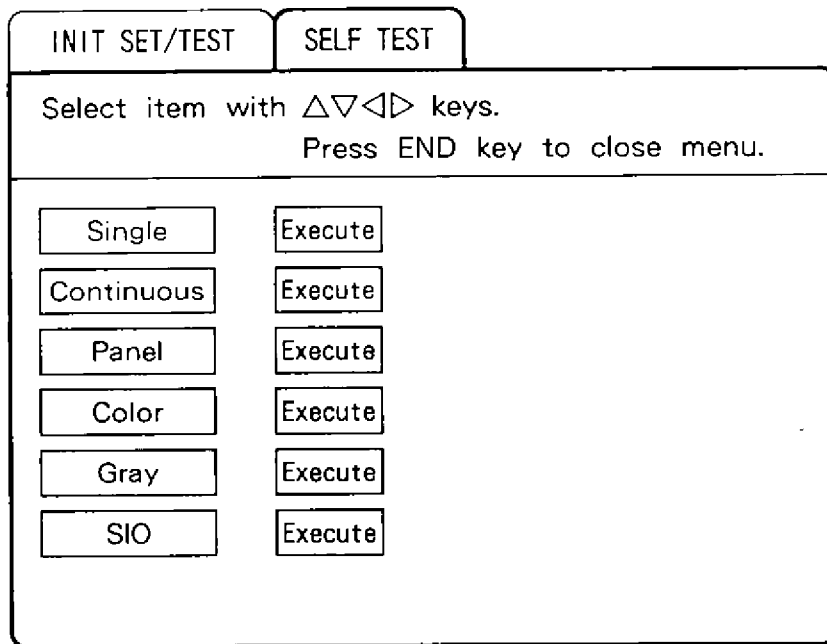 INIT SET/TEST SELF TEST
Select item with △▽◁▷ keys.
Press END key to close menu.
Single Execute
Continuous Execute
Panel Execute
Color Execute
Gray Execute
SIO Execute